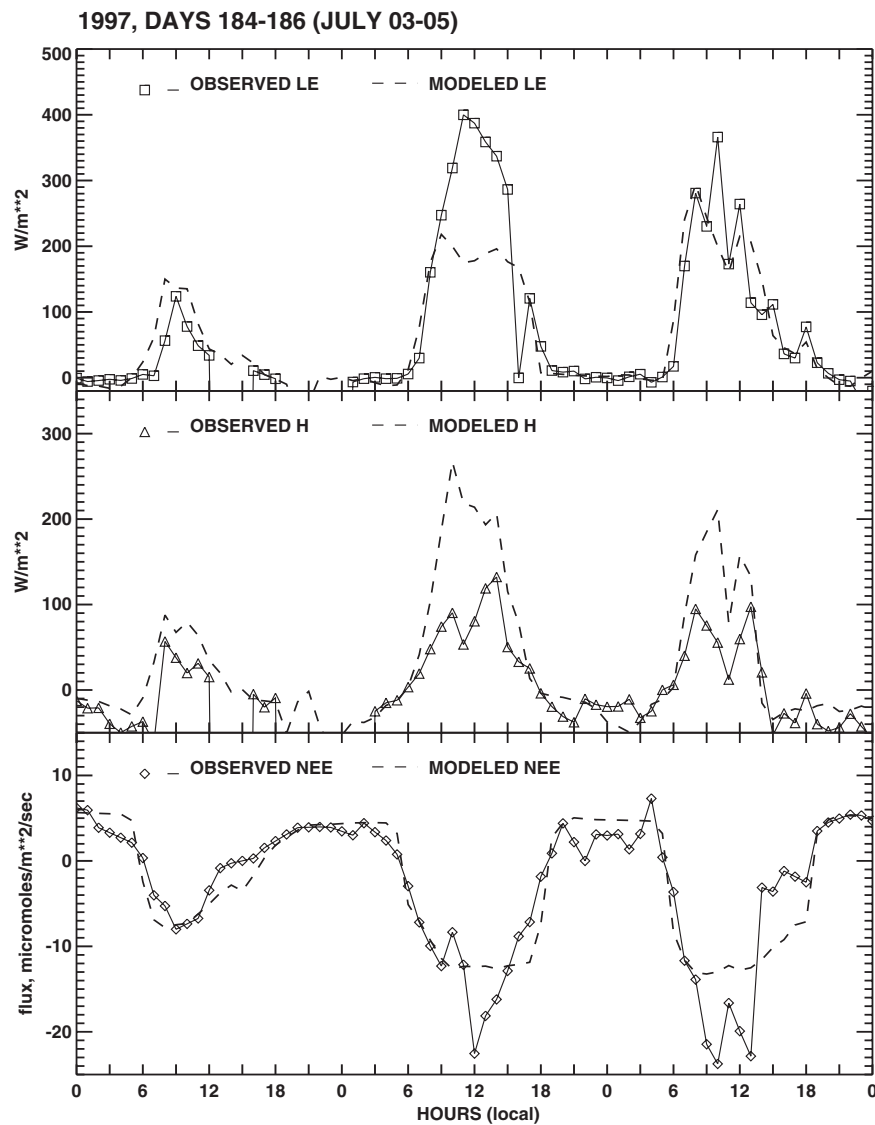 1997, DAYS 184-186 (JULY 03-05)
500
OBSERVED LE
MODELED LE
400
300
W/m**2
200
100
0
OBSERVED H
MODELED H
300
200
W/m**2
100
0
OBSERVED NEE
MODELED NEE
10
0
flux, micromoles/m**2/sec
-10
-20
0 6 12 18 0 6 12 18 0 6 12 18 0
HOURS (local)